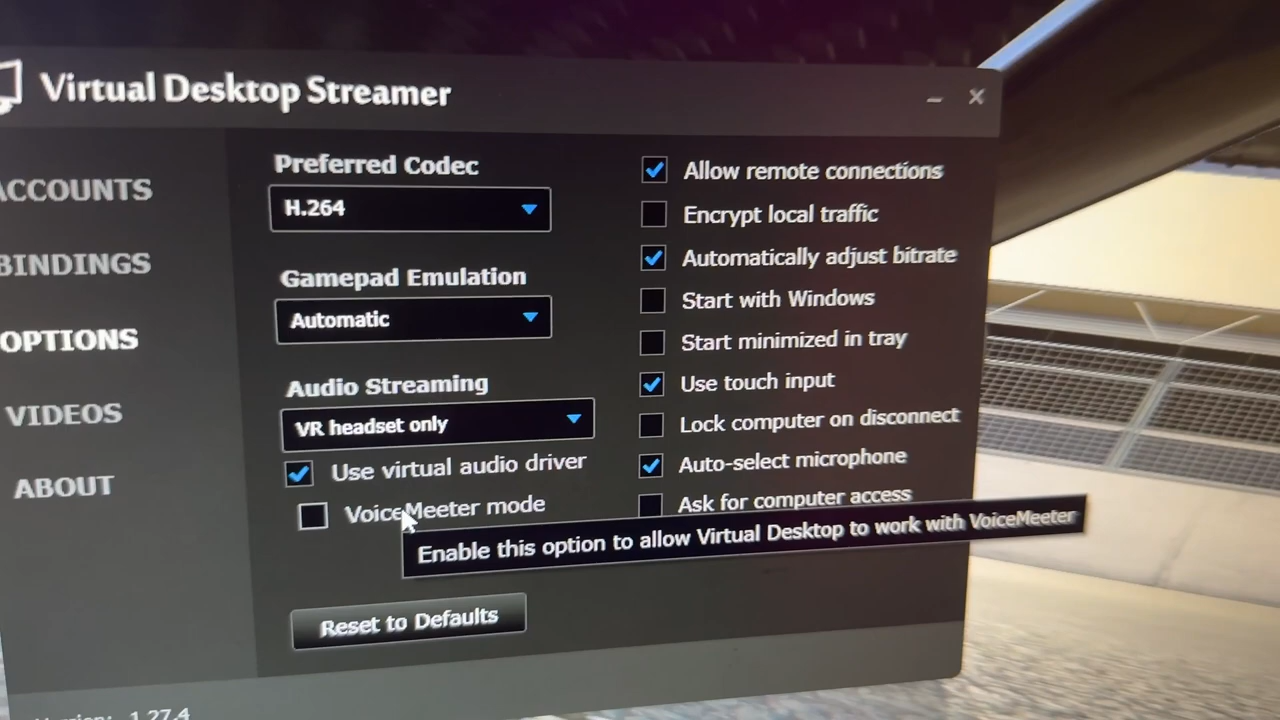 Virtual Desktop Streamer
ACCOUNTS
BINDINGS
OPTIONS
VIDEOS
ABOUT
Preferred Codec
H.264
Gamepad Emulation
Automatic
Audio Streaming
VR headset only
Use virtual audio driver
VoiceMeeter mode
Reset to Defaults
Allow remote connections
Encrypt local traffic
Automatically adjust bitrate
Start with Windows
Start minimized in tray
Use touch input
Lock computer on disconnect
Auto-select microphone
Ask for computer access
Enable this option to allow Virtual Desktop to work with VoiceMeeter
Version: 1.27.4